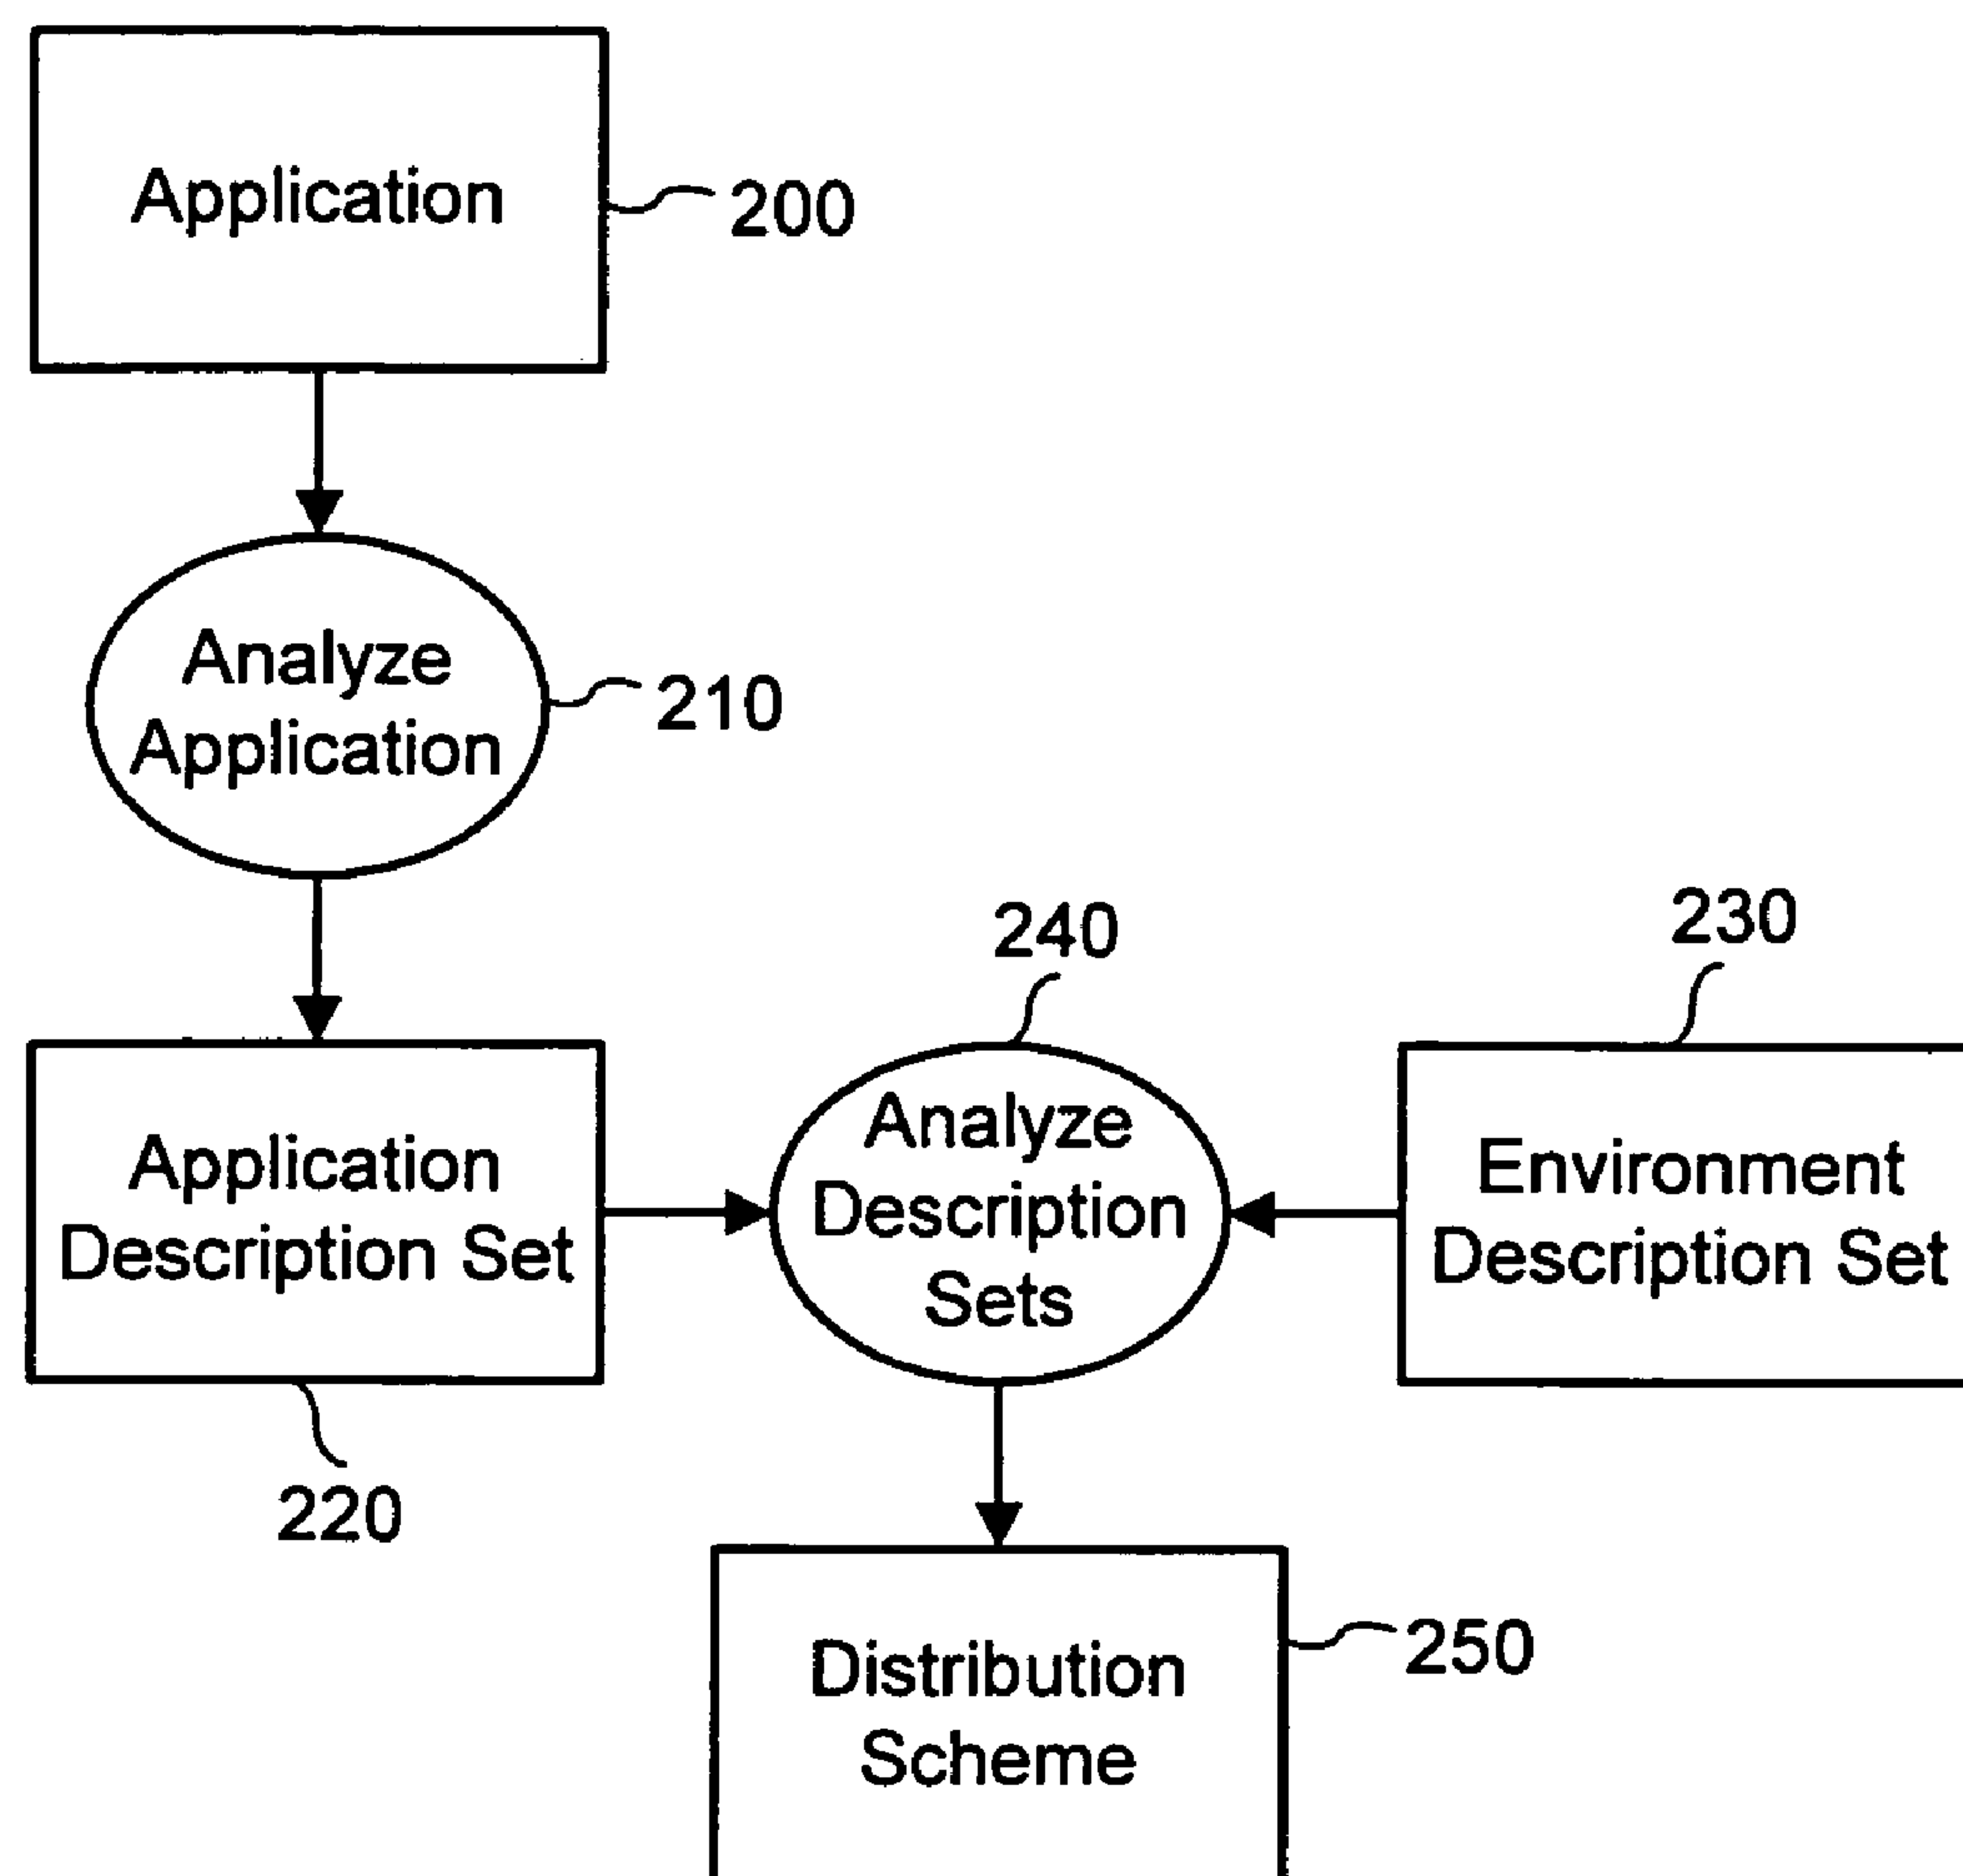 Application
200
Analyze
Application
210
240
230
Application
Description Set
Analyze
Description
Sets
Environment
Description Set
220
Distribution
Scheme
250